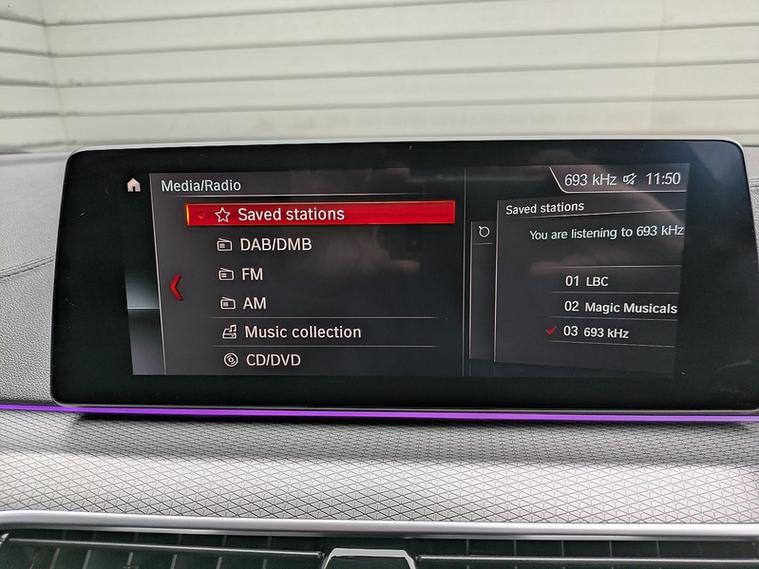 Media/Radio
693 kHz 11:50
Saved stations
DAB/DMB
FM
AM
Music collection
CD/DVD
Saved stations
You are listening to 693 kHz
01 LBC
02 Magic Musicals
03 693 kHz